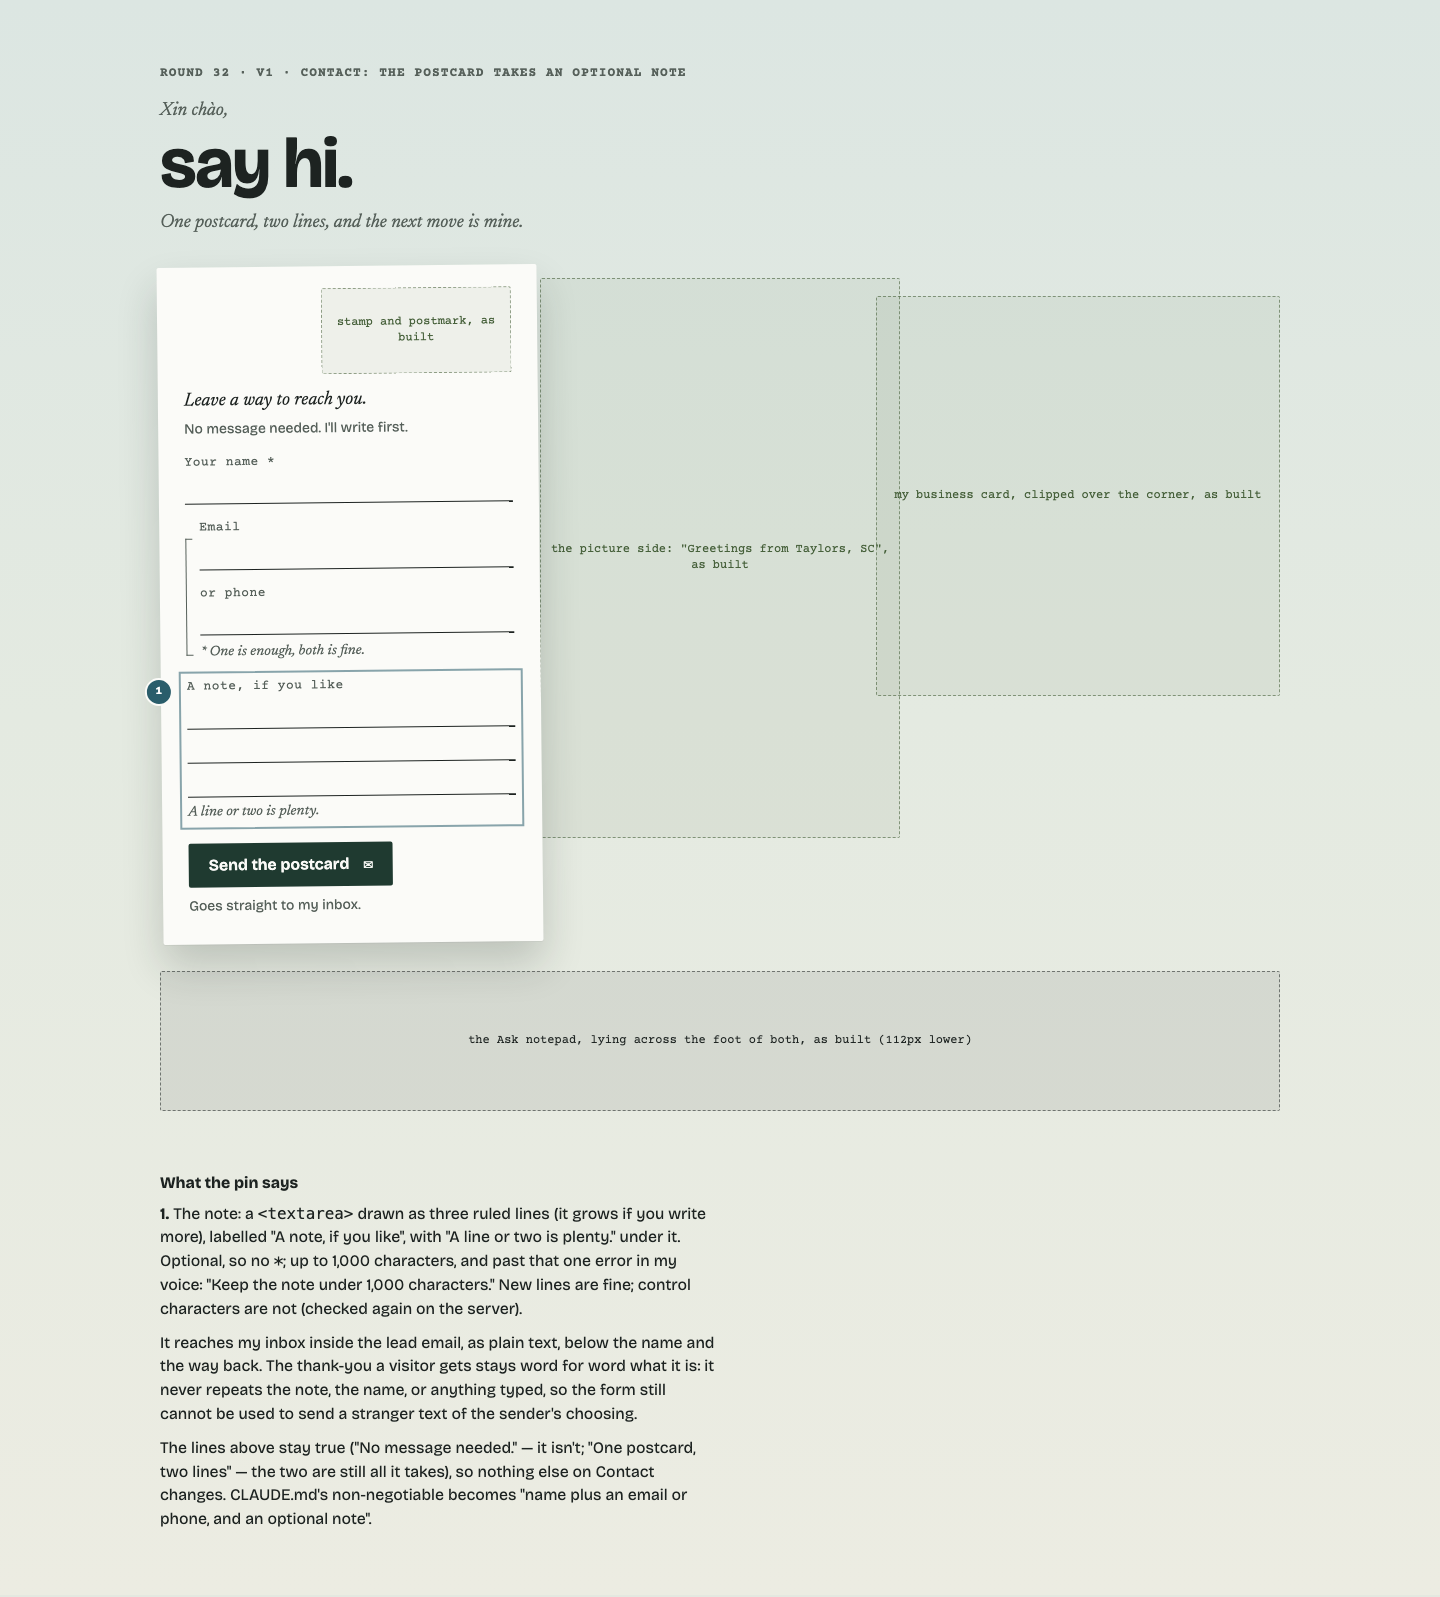 ROUND 32 · V1 · CONTACT: THE POSTCARD TAKES AN OPTIONAL NOTE
Xin chào,
say hi.
One postcard, two lines, and the next move is mine.
stamp and postmark, as
built
Leave a way to reach you.
No message needed. I'll write first.
Your name *
Email
or phone
* One is enough, both is fine.
1
A note, if you like
A line or two is plenty.
Send the postcard ✉
Goes straight to my inbox.
the picture side: "Greetings from Taylors, SC",
as built
my business card, clipped over the corner, as built
the Ask notepad, lying across the foot of both, as built (112px lower)
What the pin says
1. The note: a <textarea> drawn as three ruled lines (it grows if you write
more), labelled "A note, if you like", with "A line or two is plenty." under it.
Optional, so no *; up to 1,000 characters, and past that one error in my
voice: "Keep the note under 1,000 characters." New lines are fine; control
characters are not (checked again on the server).
It reaches my inbox inside the lead email, as plain text, below the name and
the way back. The thank-you a visitor gets stays word for word what it is: it
never repeats the note, the name, or anything typed, so the form still
cannot be used to send a stranger text of the sender's choosing.
The lines above stay true ("No message needed." — it isn't; "One postcard,
two lines" — the two are still all it takes), so nothing else on Contact
changes. CLAUDE.md's non-negotiable becomes "name plus an email or
phone, and an optional note".